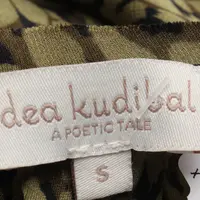 dea kudibal
A POETIC TALE
S